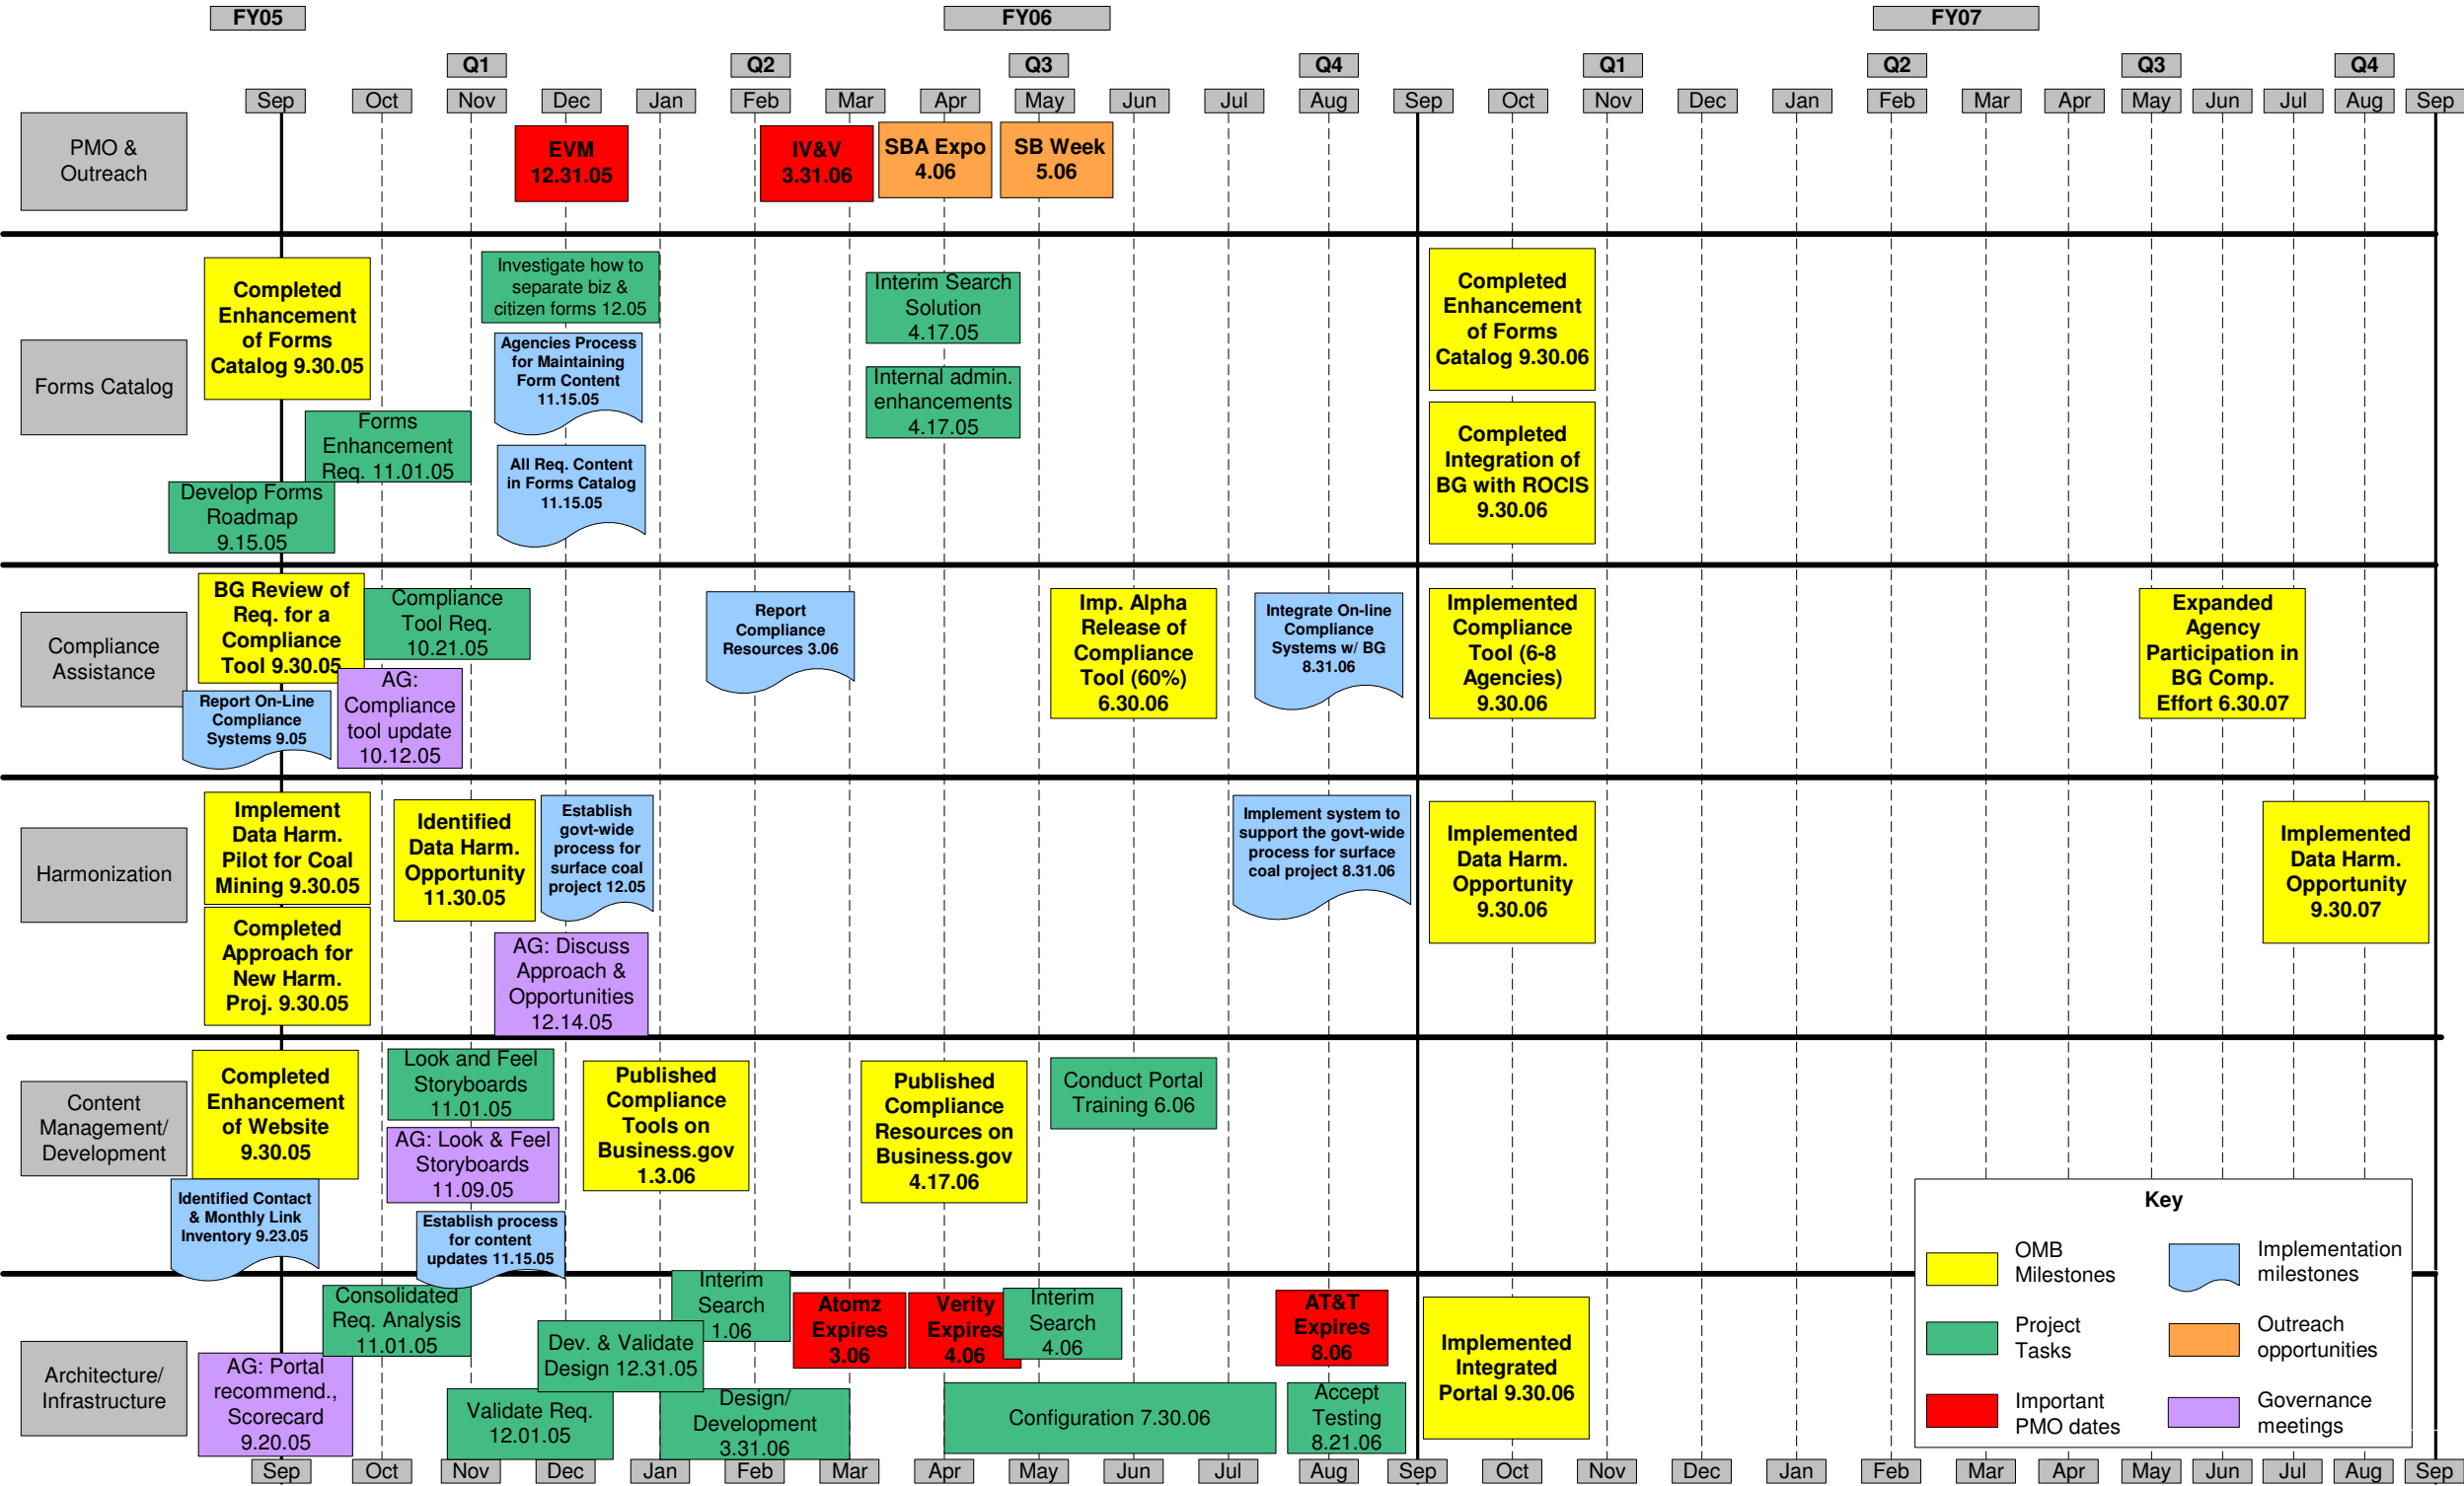 FY05
FY06
FY07
Q1
Q2
Q3
Q4
Q1
Q2
Q3
Q4
Sep
Oct
Nov
Dec
Jan
Feb
Mar
Apr
May
Jun
Jul
Aug
Sep
Oct
Nov
Dec
Jan
Feb
Mar
Apr
May
Jun
Jul
Aug
Sep
PMO &
Outreach
EVM
12.31.05
IV&V
3.31.06
SBA Expo
4.06
SB Week
5.06
Forms Catalog
Completed
Enhancement
of Forms
Catalog 9.30.05
Forms
Enhancement
Req. 11.01.05
Develop Forms
Roadmap
9.15.05
Investigate how to
separate biz &
citizen forms 12.05
Agencies Process
for Maintaining
Form Content
11.15.05
All Req. Content
in Forms Catalog
11.15.05
Interim Search
Solution
4.17.05
Internal admin.
enhancements
4.17.05
Completed
Enhancement
of Forms
Catalog 9.30.06
Completed
Integration of
BG with ROCIS
9.30.06
Compliance
Assistance
BG Review of
Req. for a
Compliance
Tool 9.30.05
Report On-Line
Compliance
Systems 9.05
Compliance
Tool Req.
10.21.05
AG:
Compliance
tool update
10.12.05
Report
Compliance
Resources 3.06
Imp. Alpha
Release of
Compliance
Tool (60%)
6.30.06
Integrate On-line
Compliance
Systems w/ BG
8.31.06
Implemented
Compliance
Tool (6-8
Agencies)
9.30.06
Expanded
Agency
Participation in
BG Comp.
Effort 6.30.07
Harmonization
Implement
Data Harm.
Pilot for Coal
Mining 9.30.05
Completed
Approach for
New Harm.
Proj. 9.30.05
Identified
Data Harm.
Opportunity
11.30.05
Establish
govt-wide
process for
surface coal
project 12.05
AG: Discuss
Approach &
Opportunities
12.14.05
Implement system to
support the govt-wide
process for surface
coal project 8.31.06
Implemented
Data Harm.
Opportunity
9.30.06
Implemented
Data Harm.
Opportunity
9.30.07
Content
Management/
Development
Completed
Enhancement
of Website
9.30.05
Identified Contact
& Monthly Link
Inventory 9.23.05
Look and Feel
Storyboards
11.01.05
AG: Look & Feel
Storyboards
11.09.05
Establish process
for content
updates 11.15.05
Published
Compliance
Tools on
Business.gov
1.3.06
Published
Compliance
Resources on
Business.gov
4.17.06
Conduct Portal
Training 6.06
Architecture/
Infrastructure
AG: Portal
recommend.,
Scorecard
9.20.05
Consolidated
Req. Analysis
11.01.05
Validate Req.
12.01.05
Dev. & Validate
Design 12.31.05
Interim
Search
1.06
Design/
Development
3.31.06
Atomz
Expires
3.06
Verity
Expires
4.06
Interim
Search
4.06
Configuration 7.30.06
AT&T
Expires
8.06
Accept
Testing
8.21.06
Implemented
Integrated
Portal 9.30.06
Key
OMB
Milestones
Implementation
milestones
Project
Tasks
Outreach
opportunities
Important
PMO dates
Governance
meetings
Sep
Oct
Nov
Dec
Jan
Feb
Mar
Apr
May
Jun
Jul
Aug
Sep
Oct
Nov
Dec
Jan
Feb
Mar
Apr
May
Jun
Jul
Aug
Sep